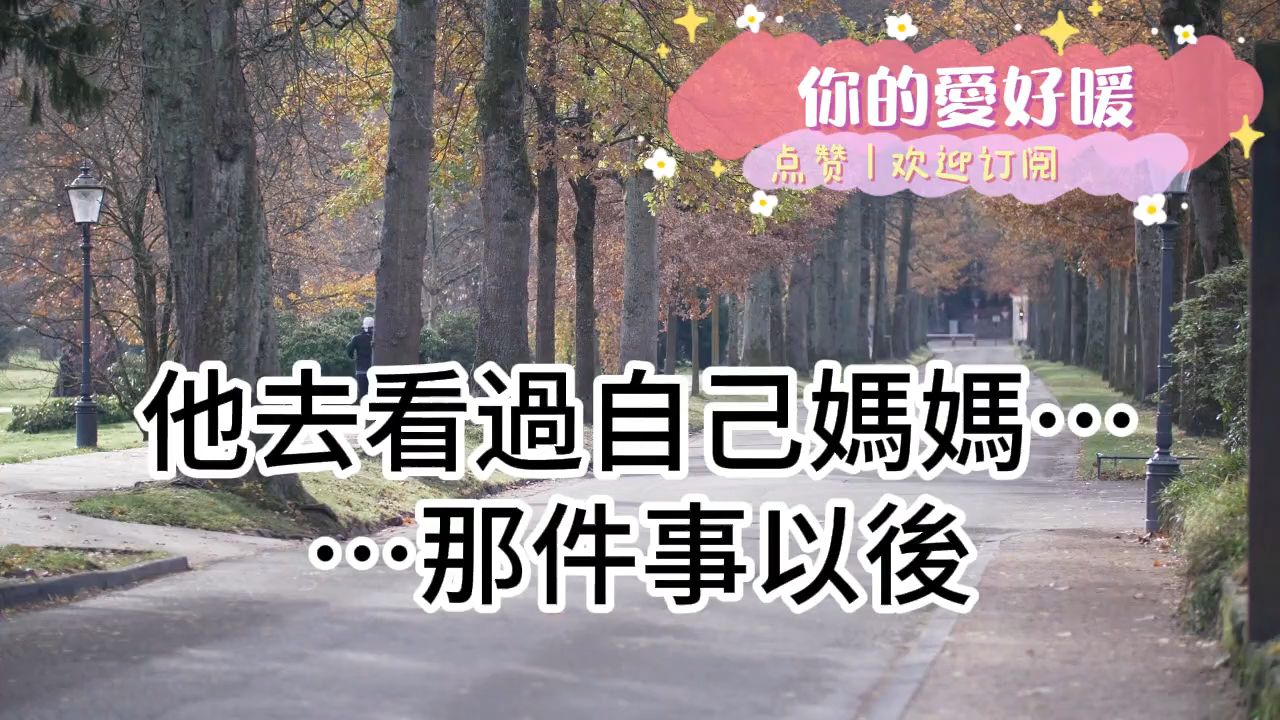 你的愛好暖
点赞 | 欢迎订阅
他去看過自己媽媽…
…那件事以後